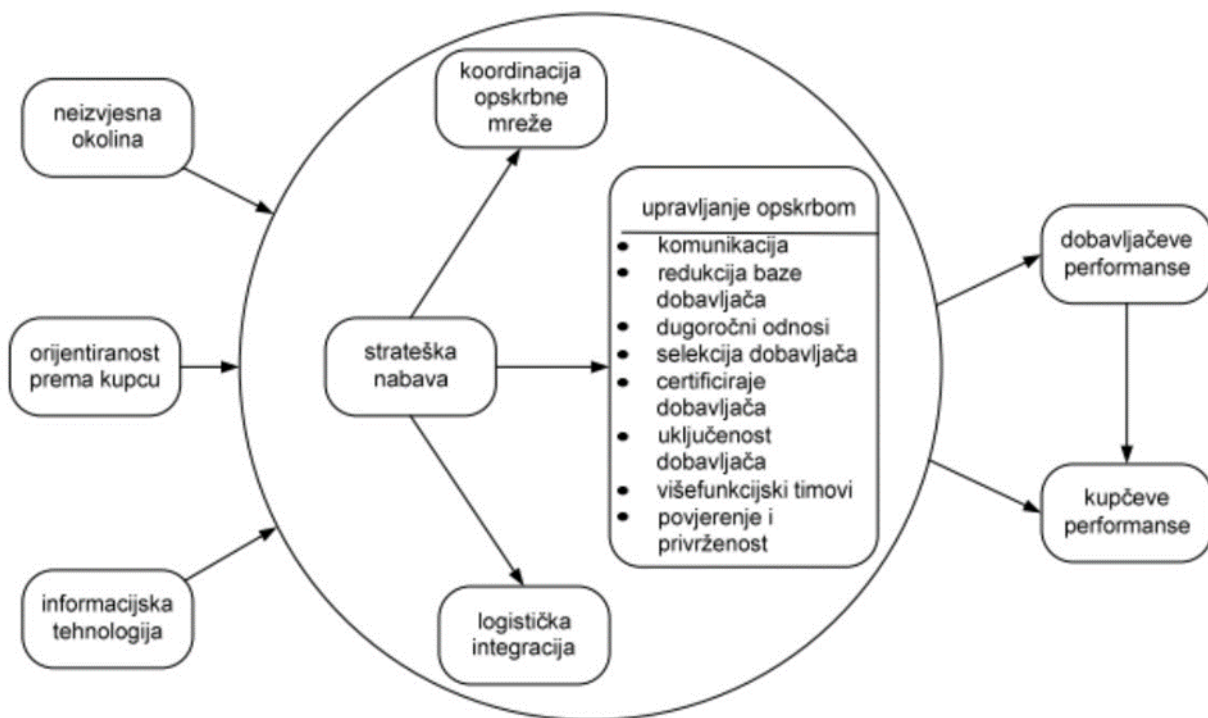 neizvjesna
okolina
orijentiranost
prema kupcu
informacijska
tehnologija
koordinacija
opskrbne
mreže
strateška
nabava
logistička
integracija
upravljanje opskrbom
komunikacija
redukcija baze
dobavljača
dugoročni odnosi
selekcija dobavljača
certificiraje
dobavljača
uključenost
dobavljača
višefunkcijski timovi
povjerenje i
privrženost
dobavljačeve
performanse
kupčeve
performanse